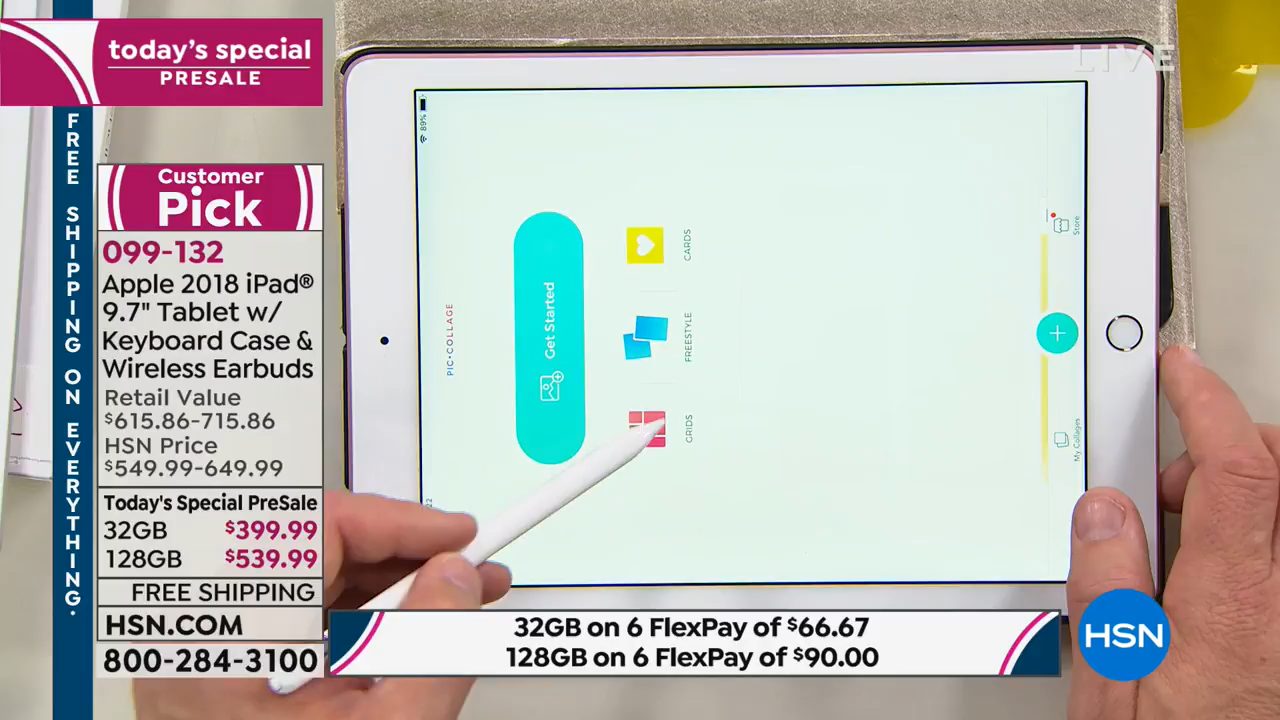 today's special
PRESALE
FREE SHIPPING ON EVERYTHING.
Customer
Pick
099-132
Apple 2018 iPad®
9.7" Tablet w/
Keyboard Case &
Wireless Earbuds
Retail Value
$615.86-715.86
HSN Price
$549.99-649.99
Today's Special PreSale
32GB $399.99
128GB $539.99
FREE SHIPPING
HSN.COM
800-284-3100
LIVE
89%
PIC•COLLAGE
Get Started
CARDS
FREESTYLE
GRIDS
Store
My Collages
22
32GB on 6 FlexPay of $66.67
128GB on 6 FlexPay of $90.00
HSN